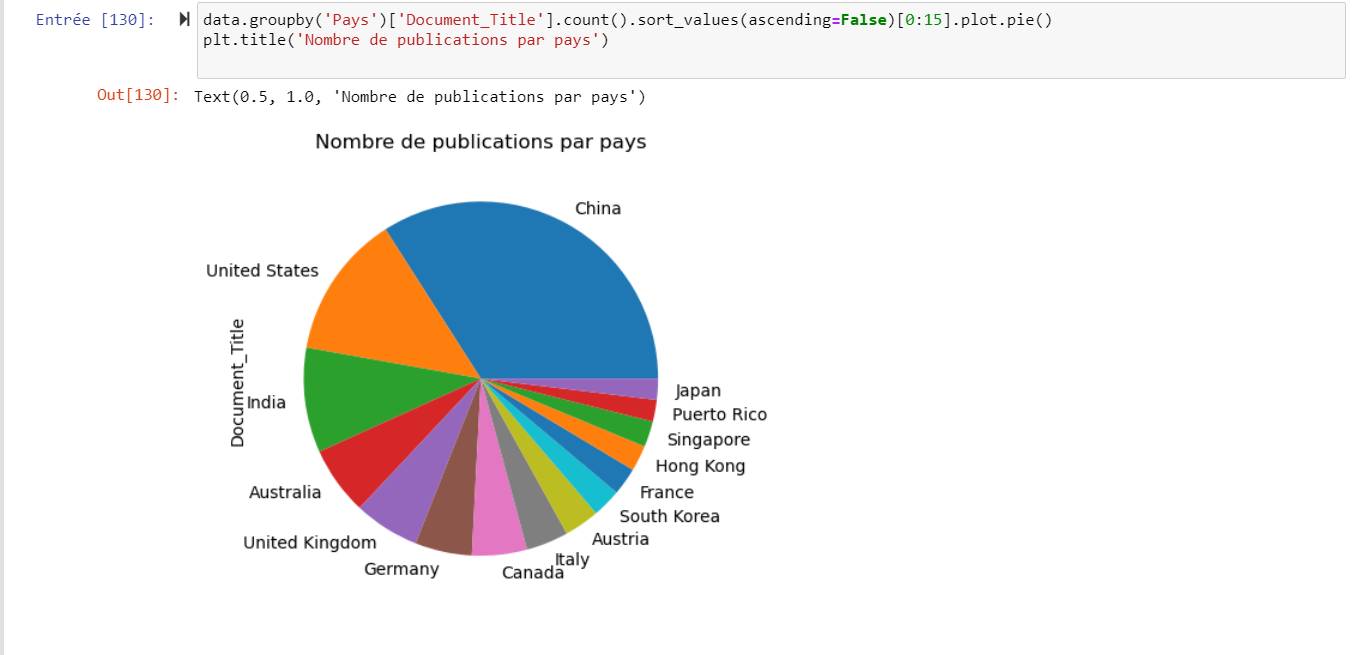 Entrée [130]: data.groupby('Pays')['Document_Title'].count().sort_values(ascending=False)[0:15].plot.pie()
plt.title('Nombre de publications par pays')
Out[130]: Text(0.5, 1.0, 'Nombre de publications par pays')
Nombre de publications par pays
China
United States
Document_Title
India
Australia
United Kingdom
Germany
Canada
Italy
Austria
South Korea
France
Hong Kong
Singapore
Puerto Rico
Japan